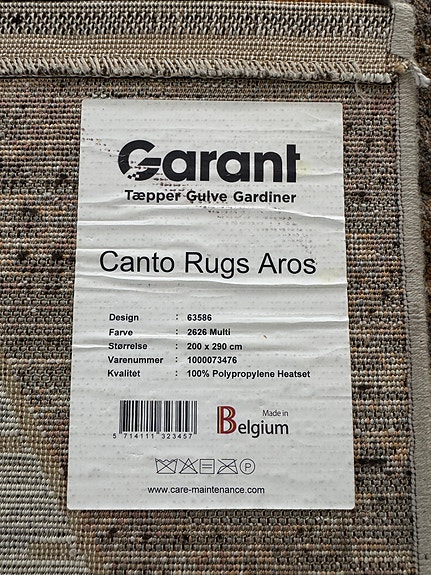 Garant
Tæpper Gulve Gardiner
Canto Rugs Aros
Design : 63586
Farve : 2626 Multi
Størrelse : 200 x 290 cm
Varenummer : 1000073476
Kvalitet : 100% Polypropylene Heatset
5 714111 323457
Made in
Belgium
P
www.care-maintenance.com